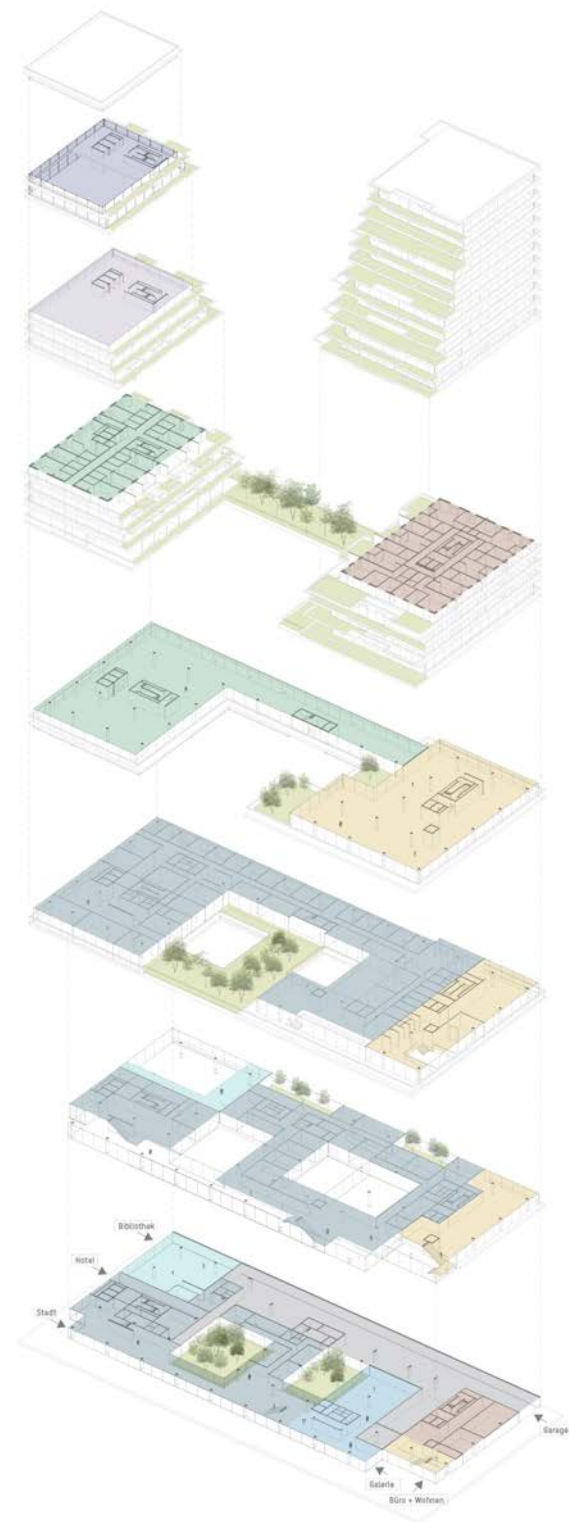 Bibliothek
Hotel
Stadt
Garage
Galerie
Büro + Wohnen